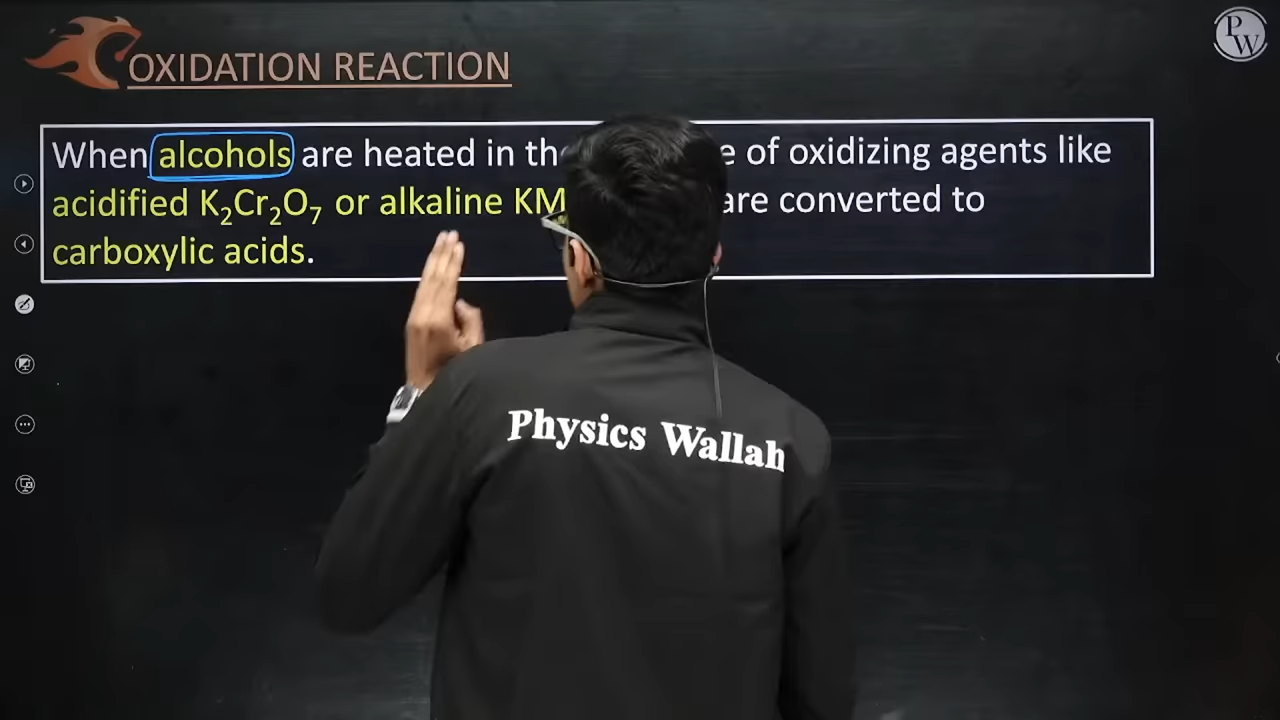 OXIDATION REACTION
PW
When alcohols are heated in the e of oxidizing agents like
acidified K₂Cr₂O₇ or alkaline KM are converted to
carboxylic acids.
Physics Wallah